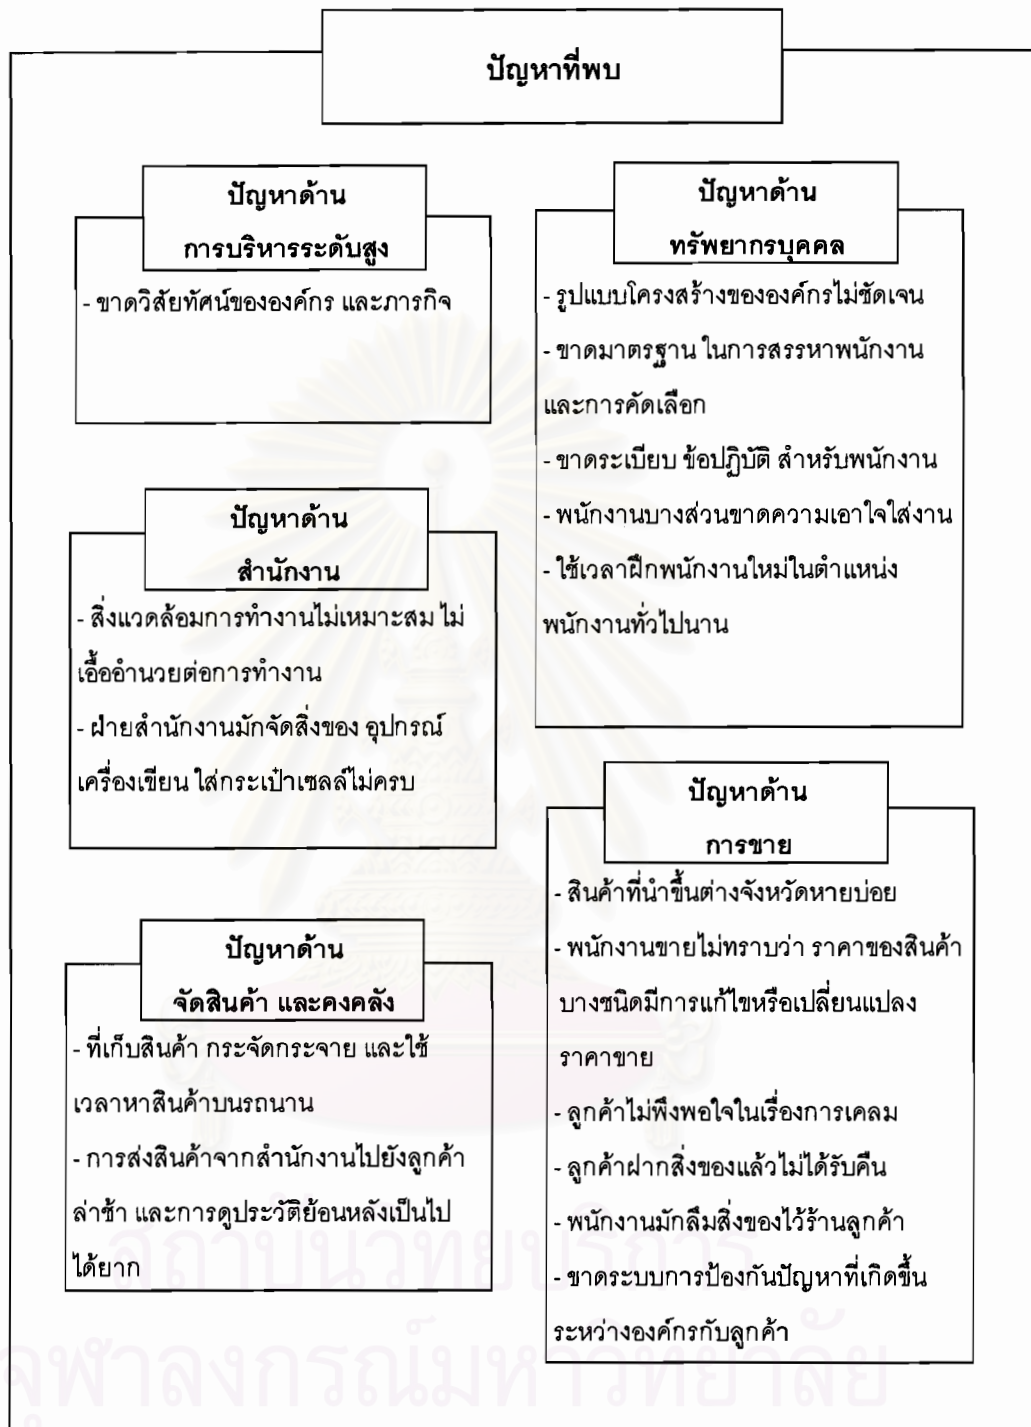 ปัญหาที่พบ
ปัญหาด้าน
การบริหารระดับสูง
- ขาดวิสัยทัศน์ขององค์กร และภารกิจ
ปัญหาด้าน
สำนักงาน
- สิ่งแวดล้อมการทำงานไม่เหมาะสม ไม่
เอื้ออำนวยต่อการทำงาน
- ฝ่ายสำนักงานมักจัดสิ่งของ อุปกรณ์
เครื่องเขียน ใส่กระเป๋าเซลล์ไม่ครบ
ปัญหาด้าน
จัดสินค้า และคงคลัง
- ที่เก็บสินค้า กระจัดกระจาย และใช้
เวลาหาสินค้าบนรถนาน
- การส่งสินค้าจากสำนักงานไปยังลูกค้า
ล่าช้า และการดูประวัติย้อนหลังเป็นไป
ได้ยาก
ปัญหาด้าน
ทรัพยากรบุคคล
- รูปแบบโครงสร้างขององค์กรไม่ชัดเจน
- ขาดมาตรฐาน ในการสรรหาพนักงาน
และการคัดเลือก
- ขาดระเบียบ ข้อปฏิบัติ สำหรับพนักงาน
- พนักงานบางส่วนขาดความเอาใจใส่งาน
- ใช้เวลาฝึกพนักงานใหม่ในตำแหน่ง
พนักงานทั่วไปนาน
ปัญหาด้าน
การขาย
- สินค้าที่นำขึ้นต่างจังหวัดหายบ่อย
- พนักงานขายไม่ทราบว่า ราคาของสินค้า
บางชนิดมีการแก้ไขหรือเปลี่ยนแปลง
ราคาขาย
- ลูกค้าไม่พึงพอใจในเรื่องการเคลม
- ลูกค้าฝากสิ่งของแล้วไม่ได้รับคืน
- พนักงานมักลืมสิ่งของไว้ร้านลูกค้า
- ขาดระบบการป้องกันปัญหาที่เกิดขึ้น
ระหว่างองค์กรกับลูกค้า
สถาบันวิทยบริการ
จุฬาลงกรณ์มหาวิทยาลัย